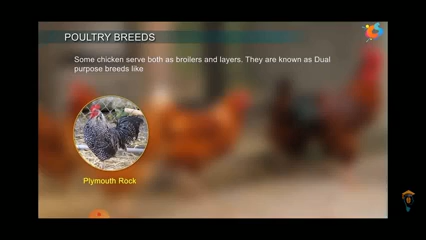 POULTRY BREEDS
Some chicken serve both as broilers and layers. They are known as Dual
purpose breeds like
Plymouth Rock